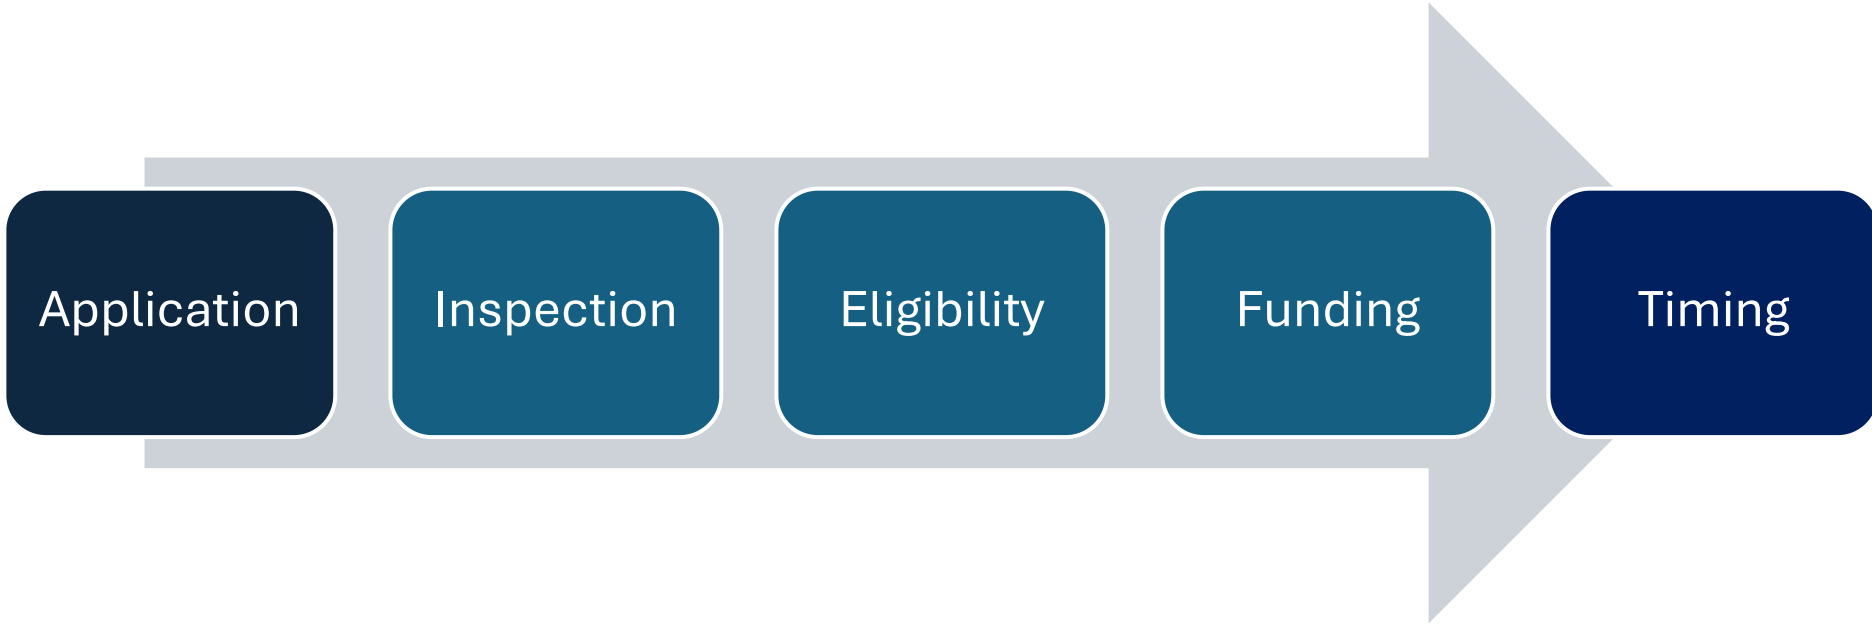 Application
Inspection
Eligibility
Funding
Timing